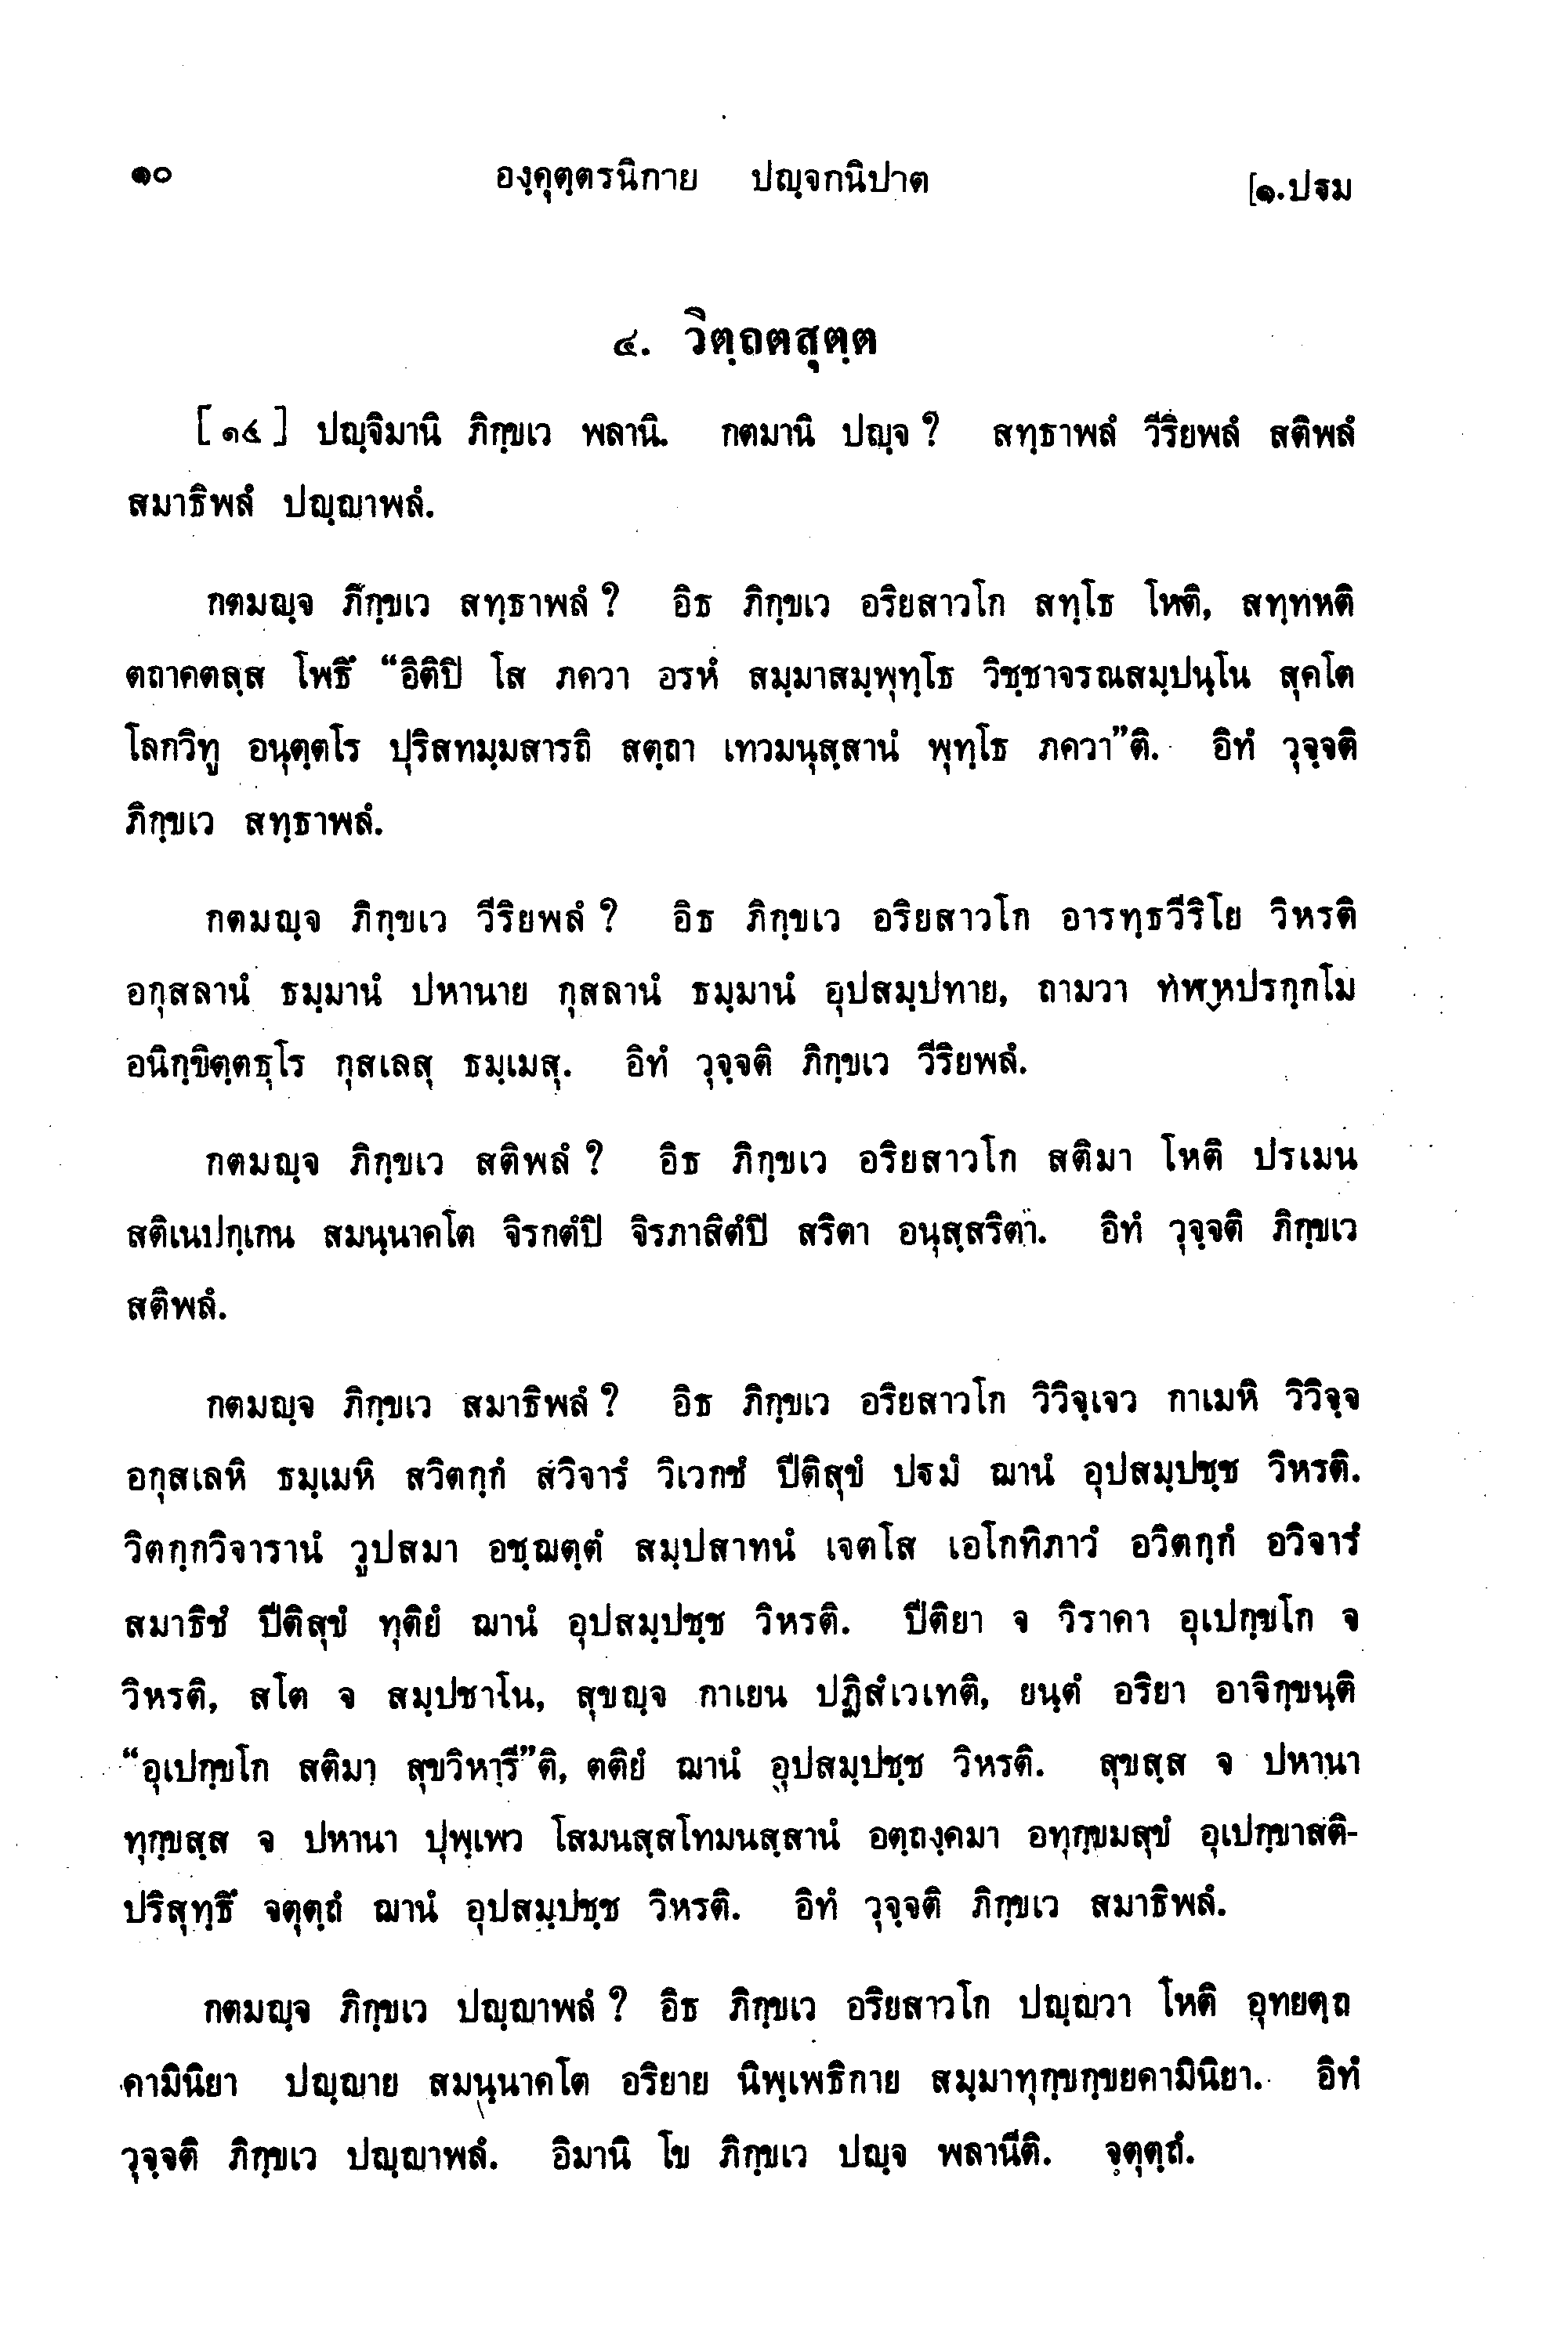 ๑๐ องฺคุตฺตรนิกาย ปญฺจกนิปาต [๑.ปฐม
๔. วิตฺถตสุตฺต
[๑๔] ปญฺจิมานิ ภิกฺขเว พลานิ. กตมานิ ปญฺจ ? สทฺธาพลํ วีริยพลํ สติพลํ
สมาธิพลํ ปญฺญาพลํ.
กตมญฺจ ภิกฺขเว สทฺธาพลํ ? อิธ ภิกฺขเว อริยสาวโก สทฺโธ โหติ, สทฺทหติ
ตถาคตสฺส โพธึ “อิติปิ โส ภควา อรหํ สมฺมาสมฺพุทฺโธ วิชฺชาจรณสมฺปนฺโน สุคโต
โลกวิทู อนุตฺตโร ปุริสทมฺมสารถิ สตฺถา เทวมนุสฺสานํ พุทฺโธ ภควา”ติ. อิทํ วุจฺจติ
ภิกฺขเว สทฺธาพลํ.
กตมญฺจ ภิกฺขเว วีริยพลํ ? อิธ ภิกฺขเว อริยสาวโก อารทฺธวีริโย วิหรติ
อกุสลานํ ธมฺมานํ ปหานาย กุสลานํ ธมฺมานํ อุปสมฺปทาย, ถามวา ทฬฺหปรกฺกโม
อนิกฺขิตฺตธุโร กุสเลสุ ธมฺเมสุ. อิทํ วุจฺจติ ภิกฺขเว วีริยพลํ.
กตมญฺจ ภิกฺขเว สติพลํ ? อิธ ภิกฺขเว อริยสาวโก สติมา โหติ ปรเมน
สติเนปกฺเกน สมนฺนาคโต จิรกตํปิ จิรภาสิตํปิ สริตา อนุสฺสริตา. อิทํ วุจฺจติ ภิกฺขเว
สติพลํ.
กตมญฺจ ภิกฺขเว สมาธิพลํ ? อิธ ภิกฺขเว อริยสาวโก วิวิจฺเจว กาเมหิ วิวิจฺจ
อกุสเลหิ ธมฺเมหิ สวิตกฺกํ สวิจารํ วิเวกชํ ปีติสุขํ ปฐมํ ฌานํ อุปสมฺปชฺช วิหรติ.
วิตกฺกวิจารานํ วูปสมา อชฺฌตฺตํ สมฺปสาทนํ เจตโส เอโกทิภาวํ อวิตกฺกํ อวิจารํ
สมาธิชํ ปีติสุขํ ทุติยํ ฌานํ อุปสมฺปชฺช วิหรติ. ปีติยา จ วิราคา อุเปกฺขโก จ
วิหรติ, สโต จ สมฺปชาโน, สุขญฺจ กาเยน ปฏิสํเวเทติ, ยนฺตํ อริยา อาจิกฺขนฺติ
“อุเปกฺขโก สติมา สุขวิหารี”ติ, ตติยํ ฌานํ อุปสมฺปชฺช วิหรติ. สุขสฺส จ ปหานา
ทุกฺขสฺส จ ปหานา ปุพฺเพว โสมนสฺสโทมนสฺสานํ อตฺถงฺคมา อทุกฺขมสุขํ อุเปกฺขาสติ-
ปริสุทฺธึ จตุตฺถํ ฌานํ อุปสมฺปชฺช วิหรติ. อิทํ วุจฺจติ ภิกฺขเว สมาธิพลํ.
กตมญฺจ ภิกฺขเว ปญฺญาพลํ ? อิธ ภิกฺขเว อริยสาวโก ปญฺญวา โหติ อุทยตฺถ
คามินิยา ปญฺญาย สมนฺนาคโต อริยาย นิพฺเพธิกาย สมฺมาทุกฺขกฺขยคามินิยา. อิทํ
วุจฺจติ ภิกฺขเว ปญฺญาพลํ. อิมานิ โข ภิกฺขเว ปญฺจ พลานีติ. จตุตฺถํ.